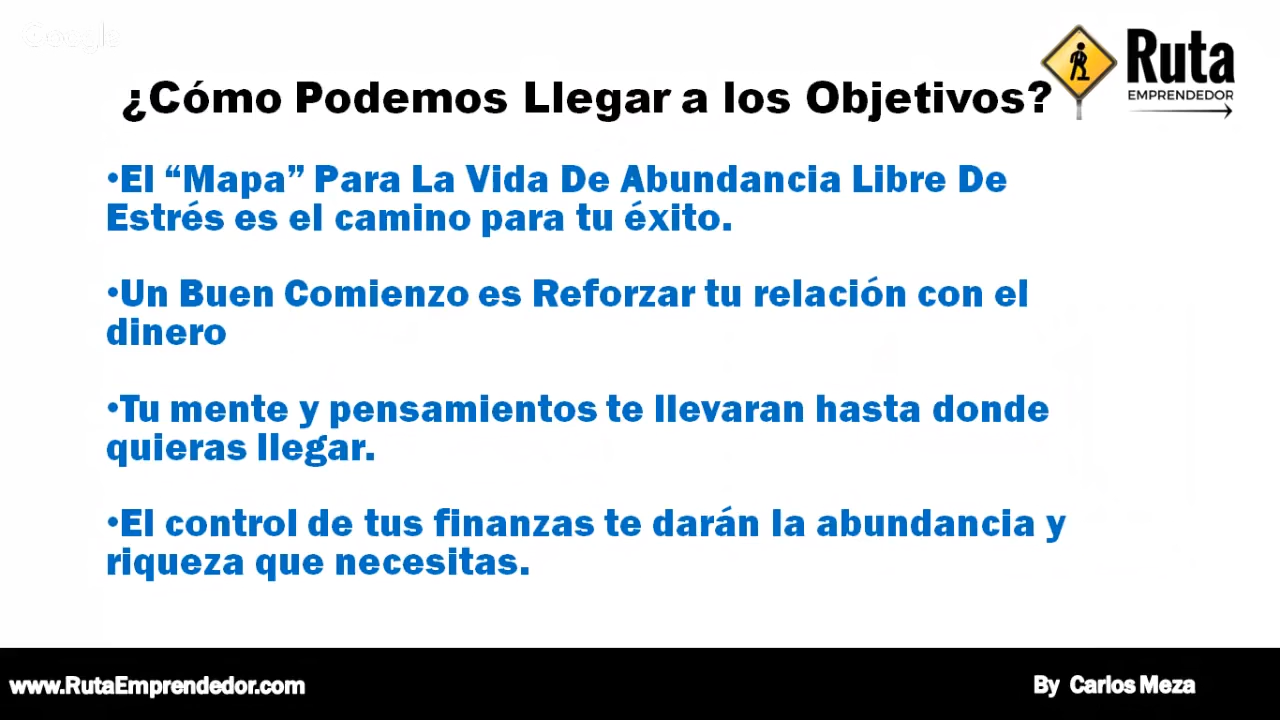 Google
Ruta
EMPRENDEDOR
¿Cómo Podemos Llegar a los Objetivos?
•El “Mapa” Para La Vida De Abundancia Libre De
Estrés es el camino para tu éxito.
•Un Buen Comienzo es Reforzar tu relación con el
dinero
•Tu mente y pensamientos te llevaran hasta donde
quieras llegar.
•El control de tus finanzas te darán la abundancia y
riqueza que necesitas.
www.RutaEmprendedor.com
By Carlos Meza